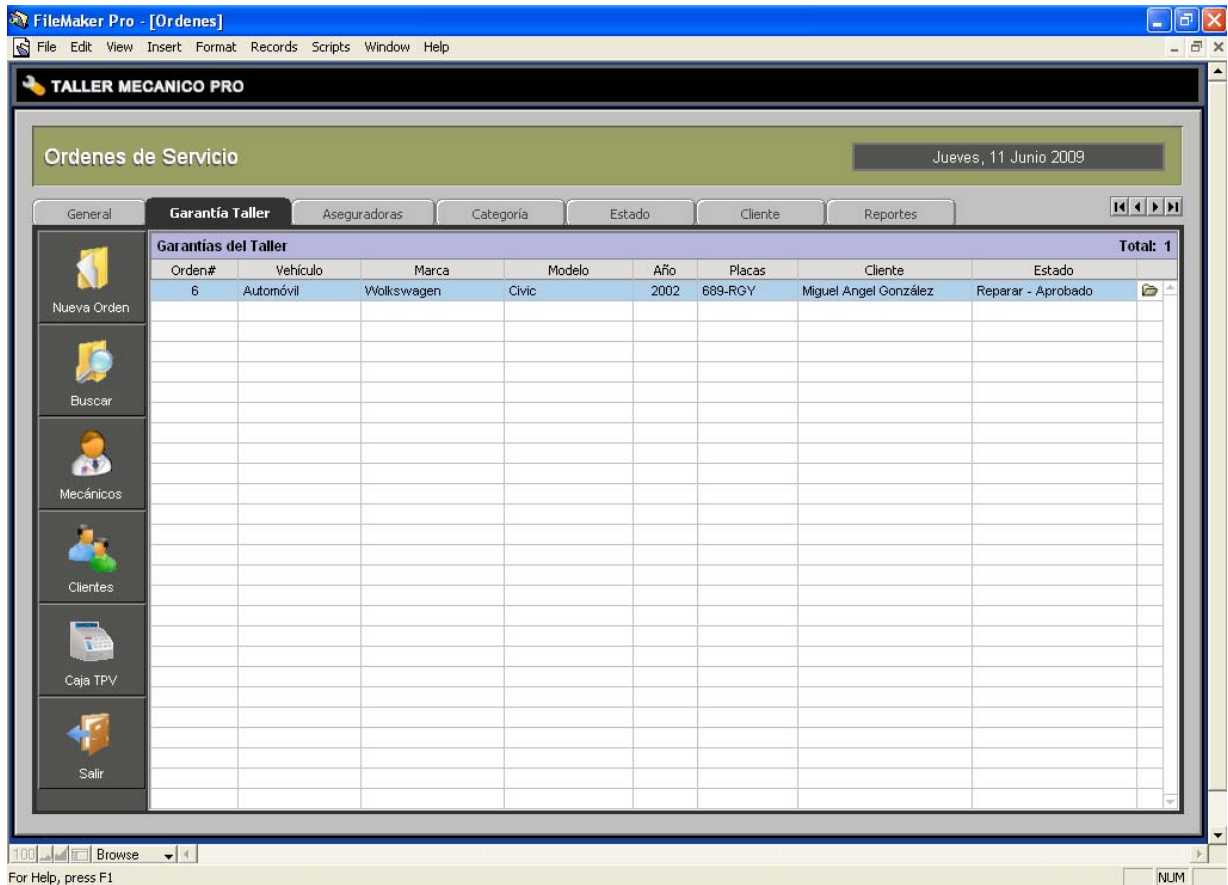 FileMaker Pro - [Ordenes]
File Edit View Insert Format Records Scripts Window Help
TALLER MECANICO PRO
Ordenes de Servicio
Jueves, 11 Junio 2009
General Garantía Taller Aseguradoras Categoría Estado Cliente Reportes
Garantías del Taller Total: 1
Orden# Vehículo Marca Modelo Año Placas Cliente Estado
6 Automóvil Wolkswagen Civic 2002 689-RGY Miguel Angel González Reparar - Aprobado
Nueva Orden
Buscar
Mecánicos
Clientes
Caja TPV
Salir
100 Browse
For Help, press F1 NUM